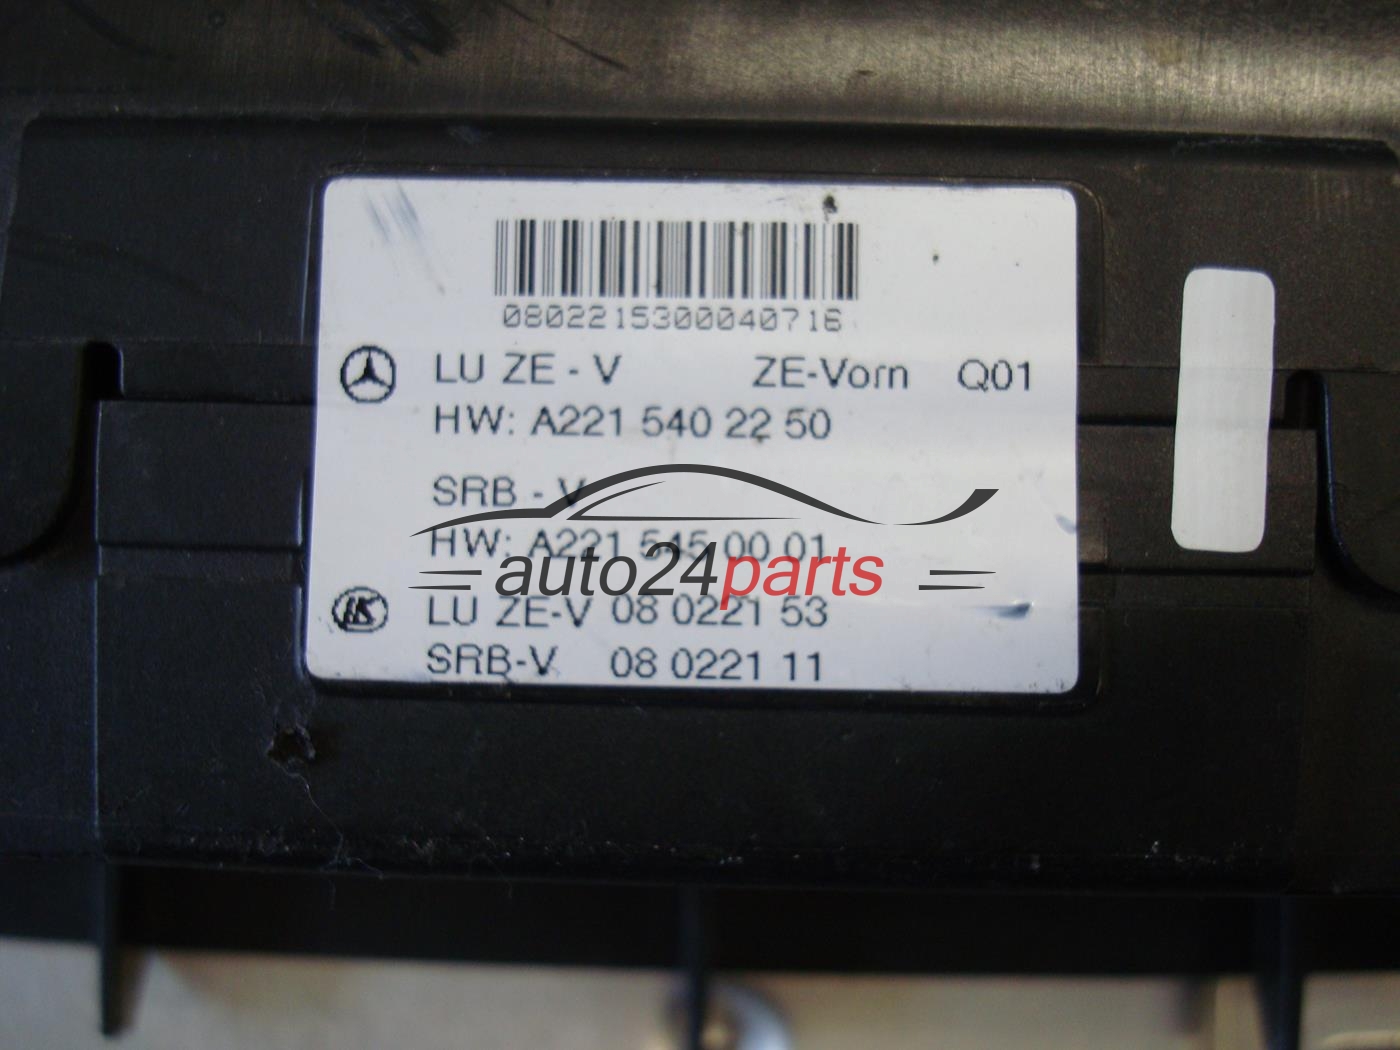 0802215300040716
LU ZE - V ZE-Vorn Q01
HW: A221 540 22 50
SRB - V
HW: A221 545 00 01
auto24parts
LU ZE-V 08 0221 53
SRB-V 08 0221 11